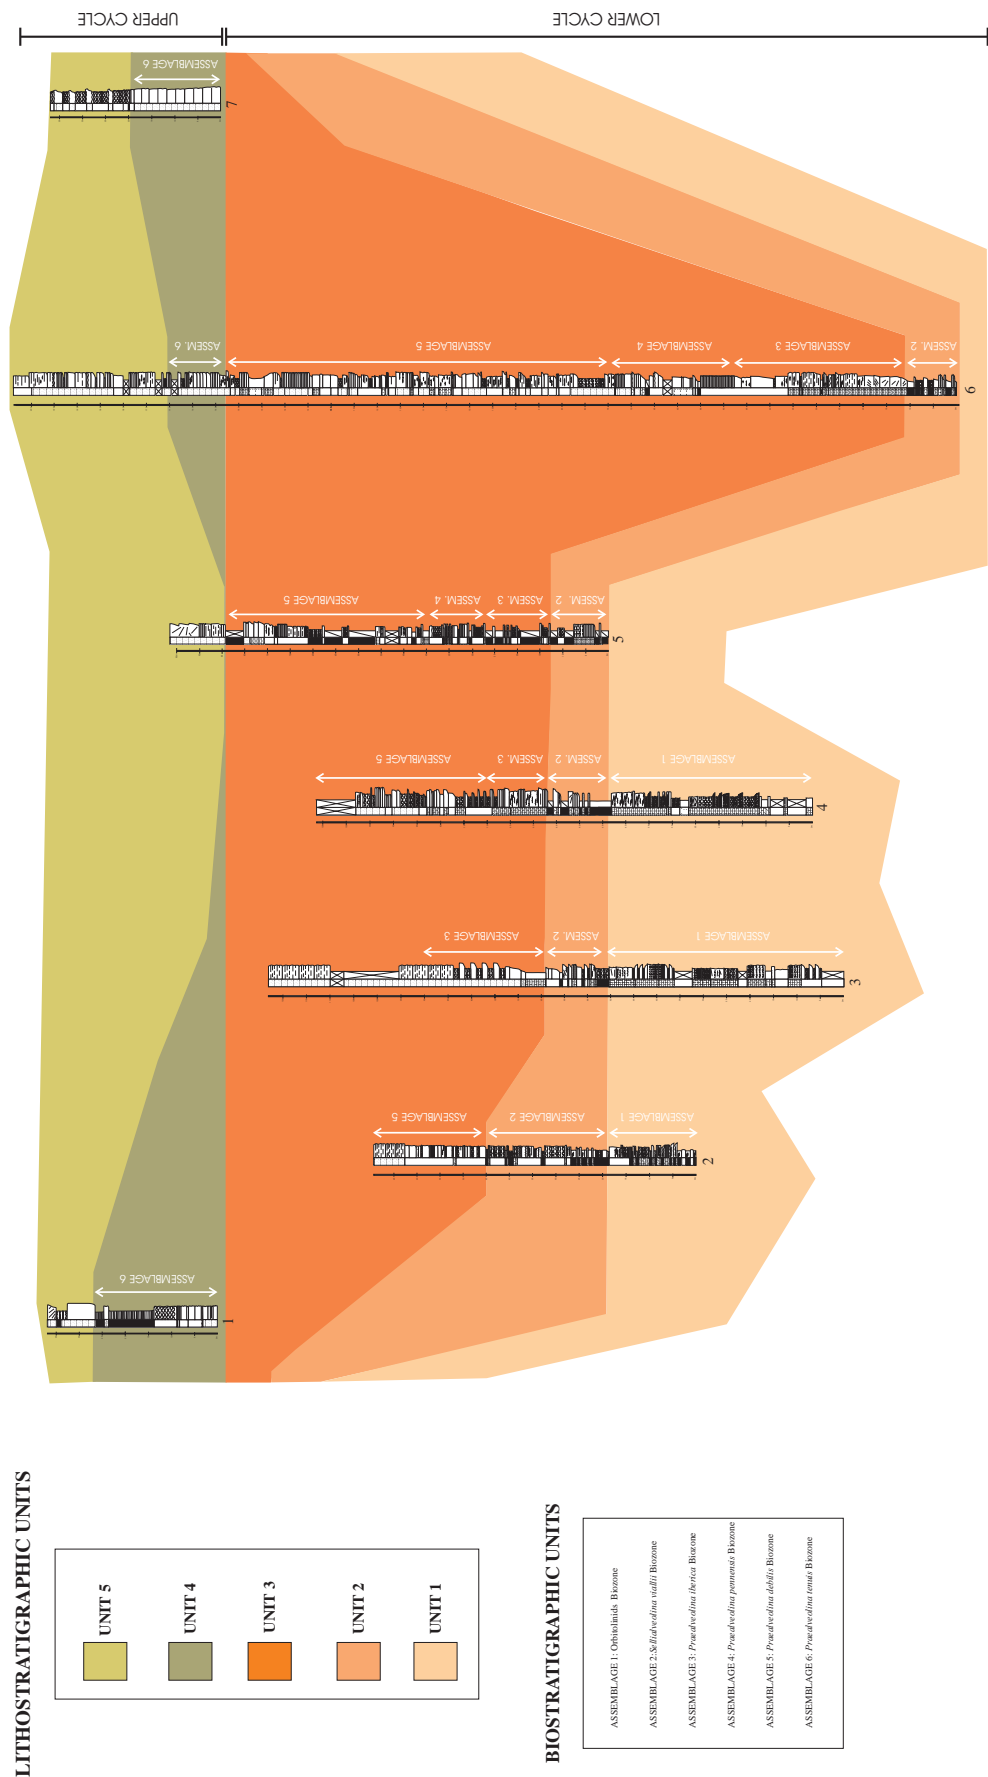 UPPER CYCLE
LOWER CYCLE
ASSEMBLAGE 6
7
ASSEM. 6
ASSEMBLAGE 5
ASSEMBLAGE 4
ASSEMBLAGE 3
ASSEM. 2
6
ASSEMBLAGE 5
ASSEM. 4
ASSEM. 3
ASSEM. 2
5
ASSEMBLAGE 5
ASSEM. 3
ASSEM. 2
ASSEMBLAGE 1
4
ASSEMBLAGE 3
ASSEM. 2
ASSEMBLAGE 1
3
ASSEMBLAGE 5
ASSEMBLAGE 2
ASSEMBLAGE 1
2
ASSEMBLAGE 6
1
LITHOSTRATIGRAPHIC UNITS
UNIT 5
UNIT 4
UNIT 3
UNIT 2
UNIT 1
BIOSTRATIGRAPHIC UNITS
ASSEMBLAGE 1: Orbitolinids Biozone
ASSEMBLAGE 2: Sellialveolina viallii Biozone
ASSEMBLAGE 3: Praealveolina iberica Biozone
ASSEMBLAGE 4: Praealveolina pennensis Biozone
ASSEMBLAGE 5: Praealveolina debilis Biozone
ASSEMBLAGE 6: Praealveolina tenuis Biozone